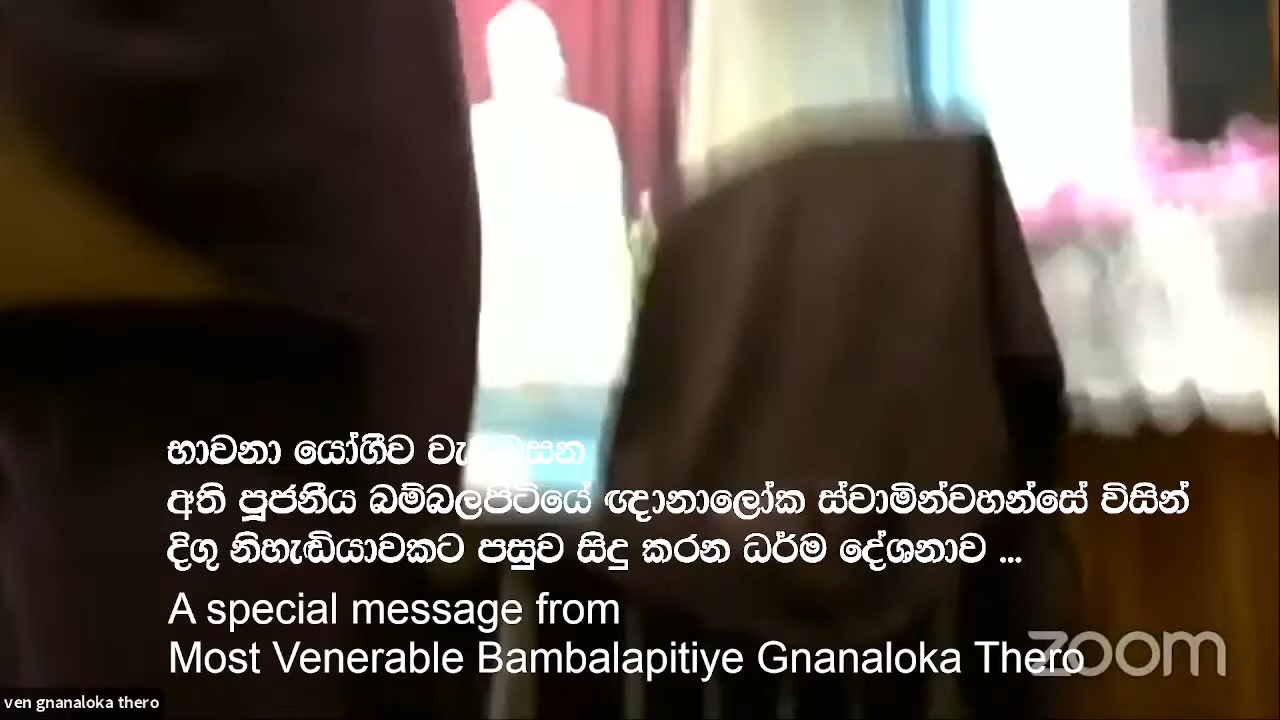 භාවනා යෝගීව වැඩවසන
අති පූජනීය බම්බලපිටියේ ඥානාලෝක ස්වාමින්වහන්සේ විසින්
දිගු නිහැඬියාවකට පසුව සිදු කරන ධර්ම දේශනාව ...
A special message from
Most Venerable Bambalapitiye Gnanaloka Thero
zoom
ven gnanaloka thero